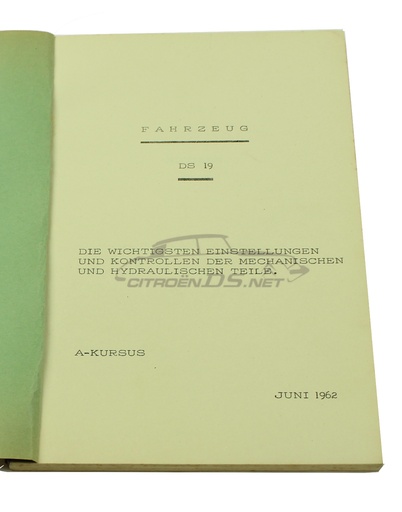 FAHRZEUG
DS 19
DIE WICHTIGSTEN EINSTELLUNGEN
UND KONTROLLEN DER MECHANISCHEN
UND HYDRAULISCHEN TEILE.
CITROËNDS.NET
A-KURSUS
JUNI 1962